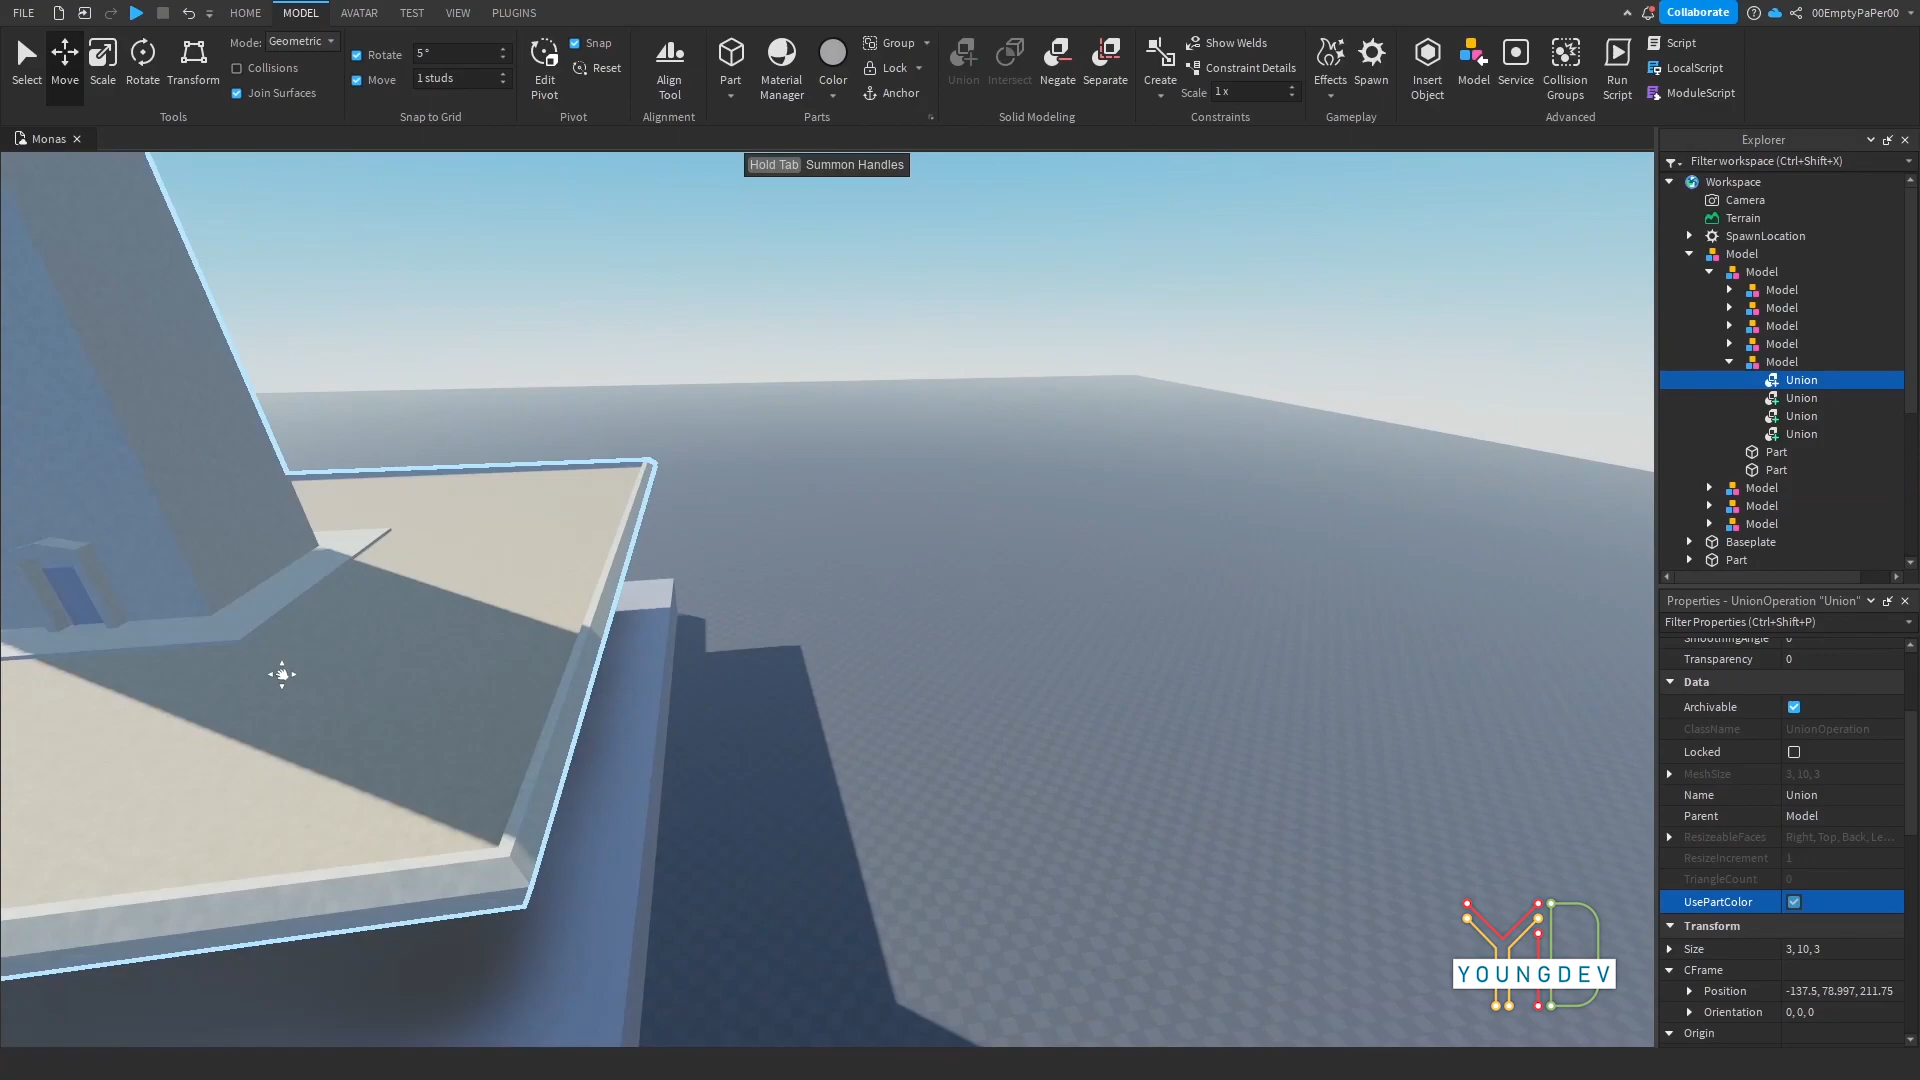 FILE HOME MODEL AVATAR TEST VIEW PLUGINS Collaborate 00EmptyPaPer00
Select Move Scale Rotate Transform
Mode: Geometric
Collisions
Join Surfaces
Tools
Rotate 5°
Move 1 studs
Snap to Grid
Edit Pivot
Snap
Reset
Pivot
Align Tool
Alignment
Part
Material Manager
Color
Group
Lock
Anchor
Parts
Union Intersect Negate Separate
Solid Modeling
Create
Show Welds
Constraint Details
Scale 1 x
Constraints
Effects Spawn
Gameplay
Insert Object
Model Service
Collision Groups
Run Script
Script
LocalScript
ModuleScript
Advanced
Monas
Hold Tab Summon Handles
Explorer
Filter workspace (Ctrl+Shift+X)
Workspace
Camera
Terrain
SpawnLocation
Model
Model
Model
Model
Model
Model
Model
Union
Union
Union
Union
Part
Part
Model
Model
Model
Baseplate
Part
Properties - UnionOperation "Union"
Filter Properties (Ctrl+Shift+P)
SmoothingAngle 0
Transparency 0
Data
Archivable
ClassName UnionOperation
Locked
MeshSize 3, 10, 3
Name Union
Parent Model
ResizeableFaces Right, Top, Back, Le...
ResizeIncrement 1
TriangleCount 0
UsePartColor
Transform
Size 3, 10, 3
CFrame
Position -137.5, 78.997, 211.75
Orientation 0, 0, 0
Origin
YOUNGDEV